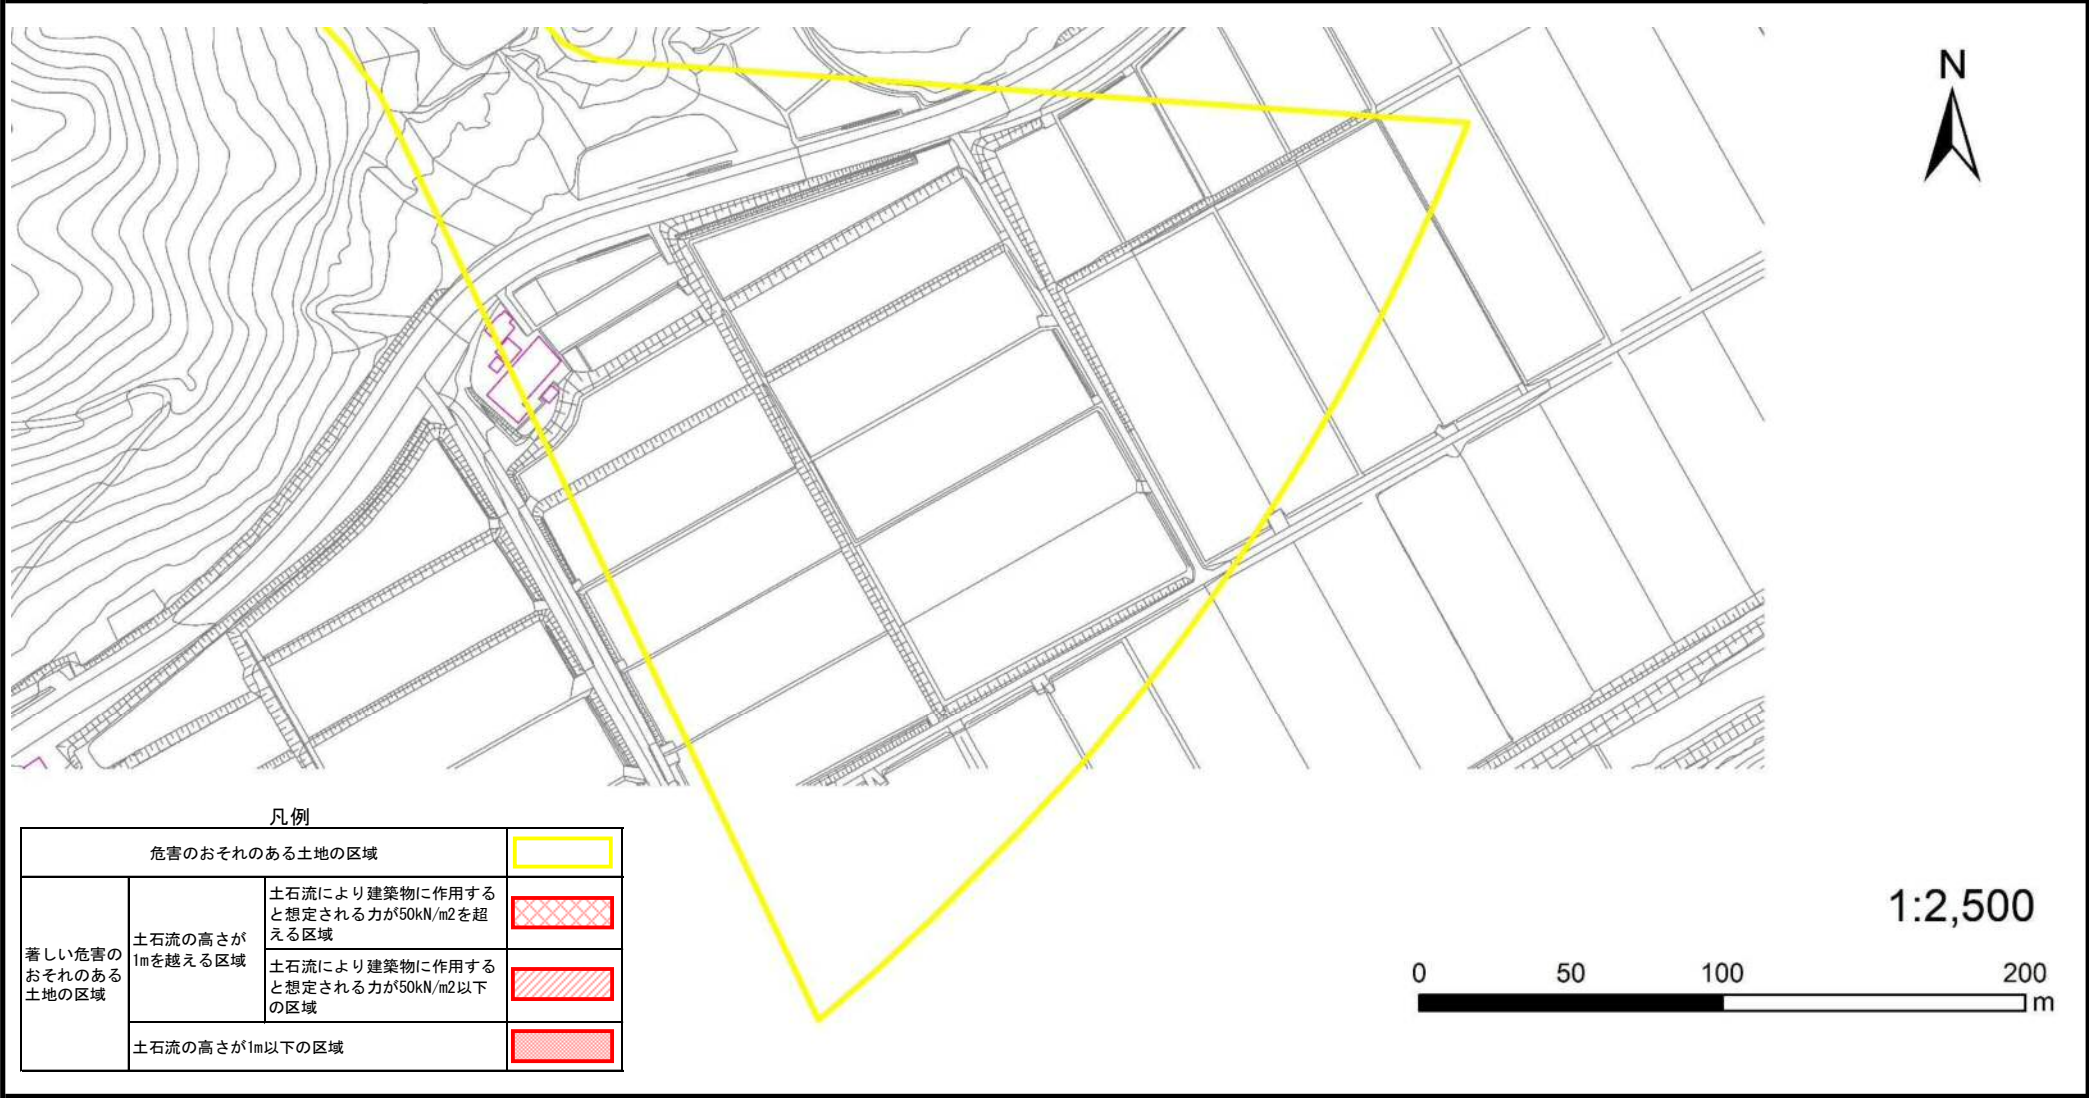 N
凡例
危害のおそれのある土地の区域
著しい危害の
おそれのある
土地の区域
土石流の高さが
1mを越える区域
土石流により建築物に作用する
と想定される力が50kN/m2を超
える区域
土石流により建築物に作用する
と想定される力が50kN/m2以下
の区域
土石流の高さが1m以下の区域
1:2,500
0 50 100 200
m